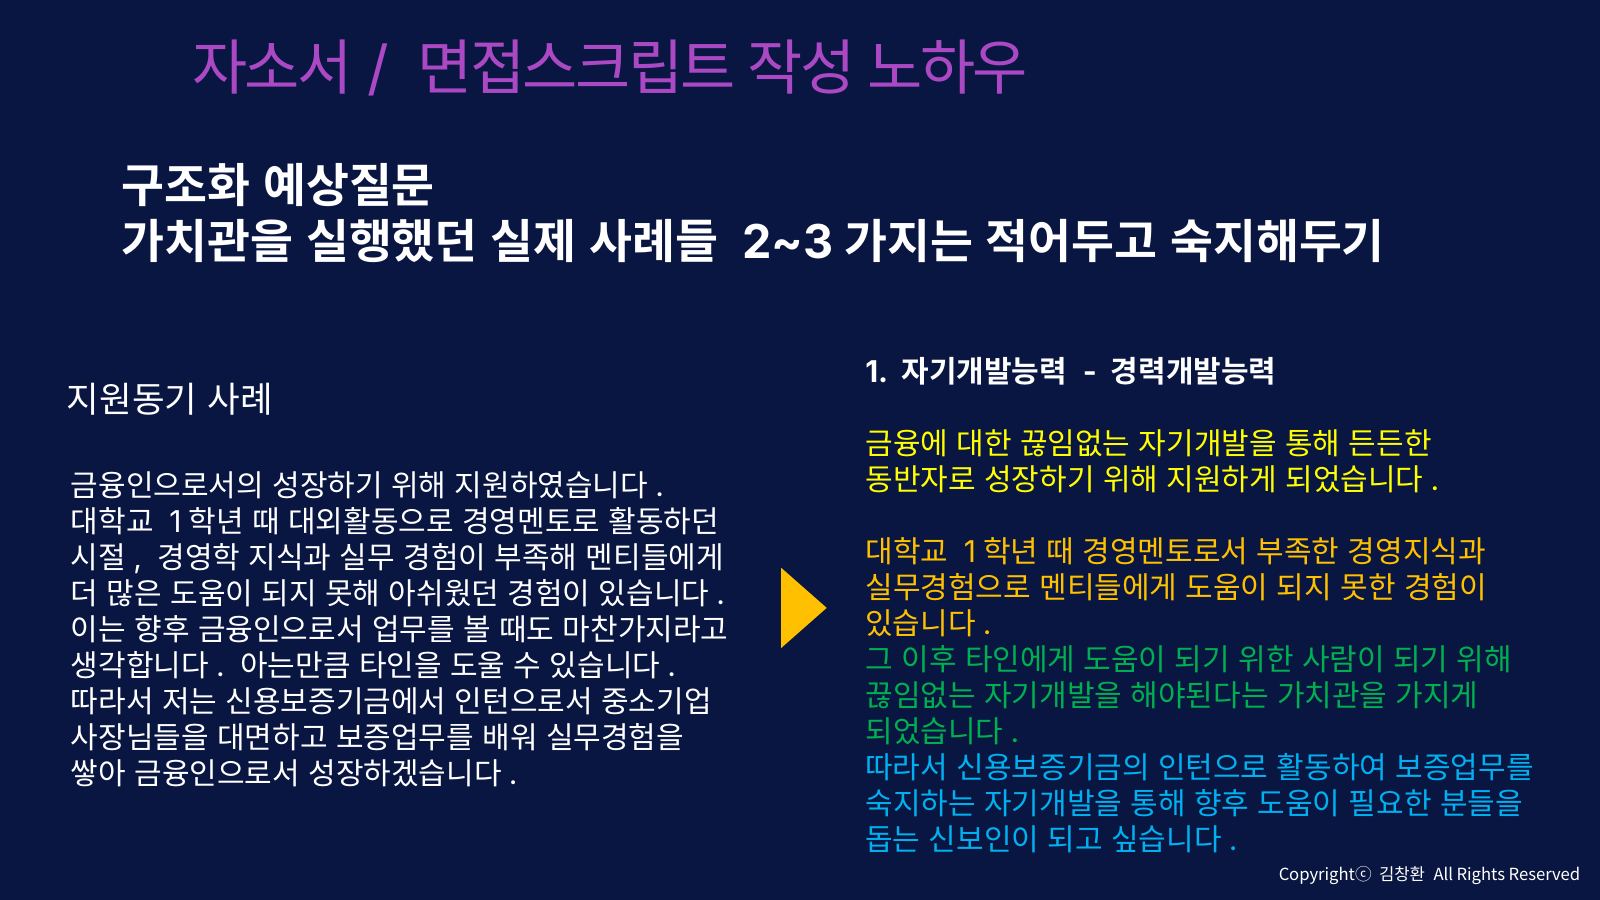 자소서 / 면접스크립트 작성 노하우
구조화 예상질문
가치관을 실행했던 실제 사례들 2~3 가지는 적어두고 숙지해두기
지원동기 사례
금융인으로서의 성장하기 위해 지원하였습니다 .
대학교 1학년 때 대외활동으로 경영멘토로 활동하던
시절 , 경영학 지식과 실무 경험이 부족해 멘티들에게
더 많은 도움이 되지 못해 아쉬웠던 경험이 있습니다 .
이는 향후 금융인으로서 업무를 볼 때도 마찬가지라고
생각합니다 . 아는만큼 타인을 도울 수 있습니다 .
따라서 저는 신용보증기금에서 인턴으로서 중소기업
사장님들을 대면하고 보증업무를 배워 실무경험을
쌓아 금융인으로서 성장하겠습니다 .
1. 자기개발능력 - 경력개발능력
금융에 대한 끊임없는 자기개발을 통해 든든한
동반자로 성장하기 위해 지원하게 되었습니다 .
대학교 1학년 때 경영멘토로서 부족한 경영지식과
실무경험으로 멘티들에게 도움이 되지 못한 경험이
있습니다 .
그 이후 타인에게 도움이 되기 위한 사람이 되기 위해
끊임없는 자기개발을 해야된다는 가치관을 가지게
되었습니다 .
따라서 신용보증기금의 인턴으로 활동하여 보증업무를
숙지하는 자기개발을 통해 향후 도움이 필요한 분들을
돕는 신보인이 되고 싶습니다 .
Copyrightⓒ 김창환 All Rights Reserved